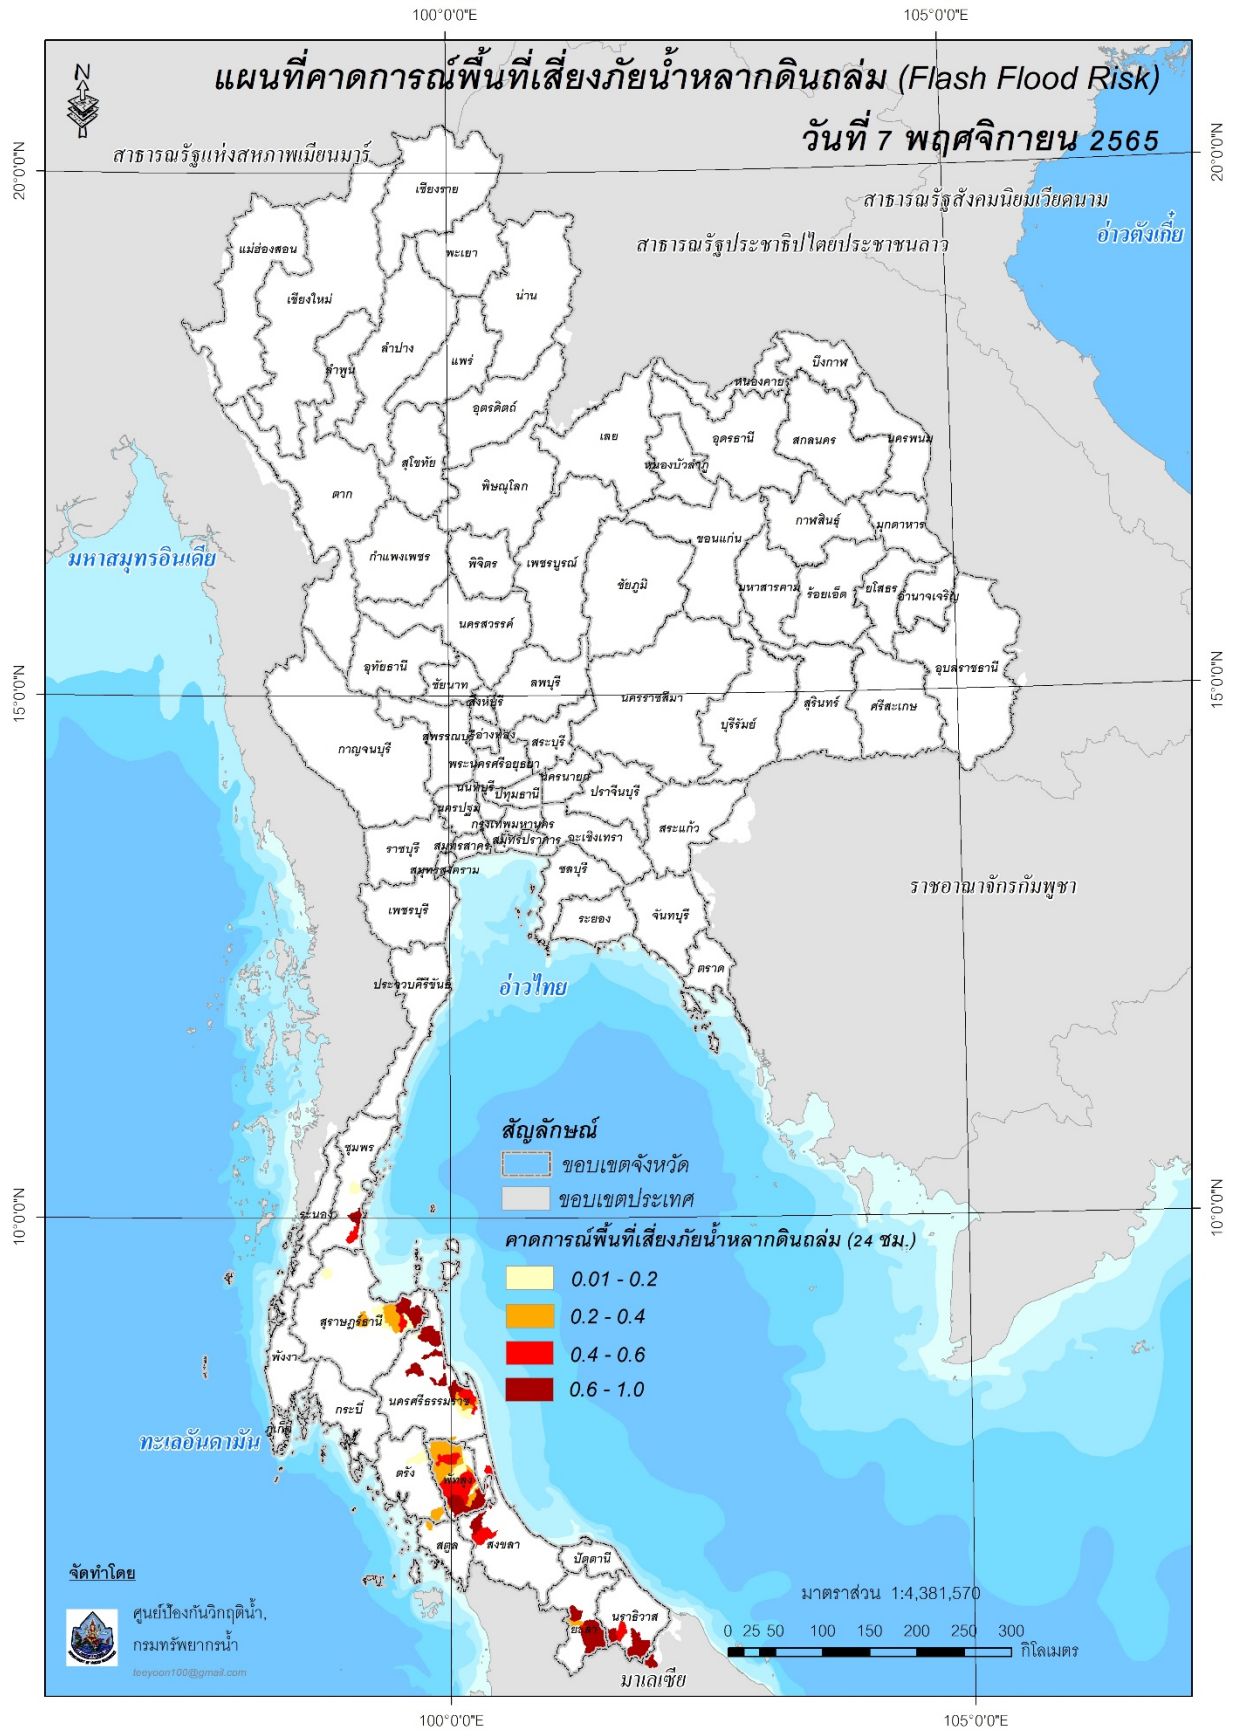 100°0'0"E
105°0'0"E
N
แผนที่คาดการณ์พื้นที่เสี่ยงภัยน้ำหลากดินถล่ม (Flash Flood Risk)
วันที่ 7 พฤศจิกายน 2565
20°0'0"N
20°0'0"N
สาธารณรัฐแห่งสหภาพเมียนมาร์
สาธารณรัฐสังคมนิยมเวียดนาม
อ่าวตังเกี๋ย
สาธารณรัฐประชาธิปไตยประชาชนลาว
เชียงราย
แม่ฮ่องสอน
พะเยา
เชียงใหม่
น่าน
ลำปาง
แพร่
ลำพูน
บึงกาฬ
หนองคาย
อุตรดิตถ์
เลย
อุดรธานี
สกลนคร
นครพนม
สุโขทัย
หนองบัวลำภู
พิษณุโลก
ตาก
กาฬสินธุ์
มุกดาหาร
ขอนแก่น
มหาสมุทรอินเดีย
กำแพงเพชร
พิจิตร
เพชรบูรณ์
ชัยภูมิ
มหาสารคาม
ร้อยเอ็ด
ยโสธร
อำนาจเจริญ
นครสวรรค์
อุทัยธานี
ชัยนาท
ลพบุรี
อุบลราชธานี
15°0'0"N
15°0'0"N
สิงห์บุรี
นครราชสีมา
บุรีรัมย์
สุรินทร์
ศรีสะเกษ
กาญจนบุรี
สุพรรณบุรี
อ่างทอง
สระบุรี
พระนครศรีอยุธยา
นครนายก
นนทบุรี
ปทุมธานี
ปราจีนบุรี
นครปฐม
กรุงเทพมหานคร
สระแก้ว
ราชบุรี
สมุทรสาคร
สมุทรปราการ
ฉะเชิงเทรา
สมุทรสงคราม
ชลบุรี
ราชอาณาจักรกัมพูชา
เพชรบุรี
ระยอง
จันทบุรี
ตราด
ประจวบคีรีขันธ์
อ่าวไทย
ชุมพร
ระนอง
10°0'0"N
10°0'0"N
สัญลักษณ์
ขอบเขตจังหวัด
ขอบเขตประเทศ
คาดการณ์พื้นที่เสี่ยงภัยน้ำหลากดินถล่ม (24 ชม.)
0.01 - 0.2
0.2 - 0.4
0.4 - 0.6
0.6 - 1.0
สุราษฎร์ธานี
พังงา
นครศรีธรรมราช
กระบี่
ภูเก็ต
ทะเลอันดามัน
ตรัง
พัทลุง
สตูล
สงขลา
ปัตตานี
ยะลา
นราธิวาส
มาเลเซีย
จัดทำโดย
ศูนย์ป้องกันวิกฤติน้ำ,
กรมทรัพยากรน้ำ
teeyoon100@gmail.com
มาตราส่วน 1:4,381,570
0 25 50 100 150 200 250 300
กิโลเมตร
100°0'0"E
105°0'0"E